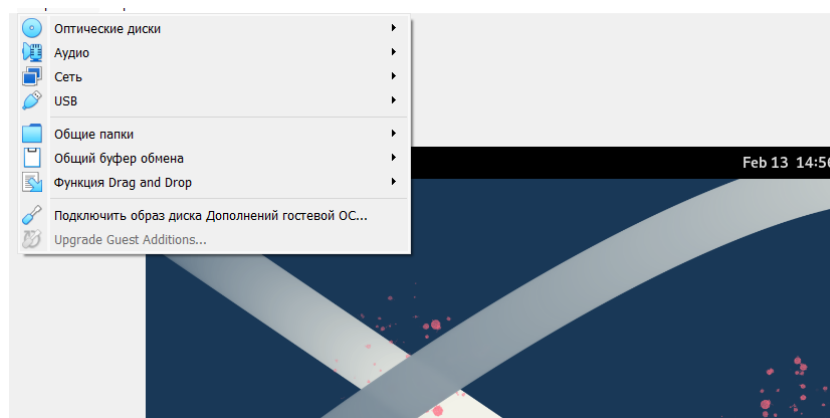 Оптические диски
Аудио
Сеть
USB
Общие папки
Общий буфер обмена
Функция Drag and Drop
Подключить образ диска Дополнений гостевой ОС...
Upgrade Guest Additions...
Feb 13 14:56